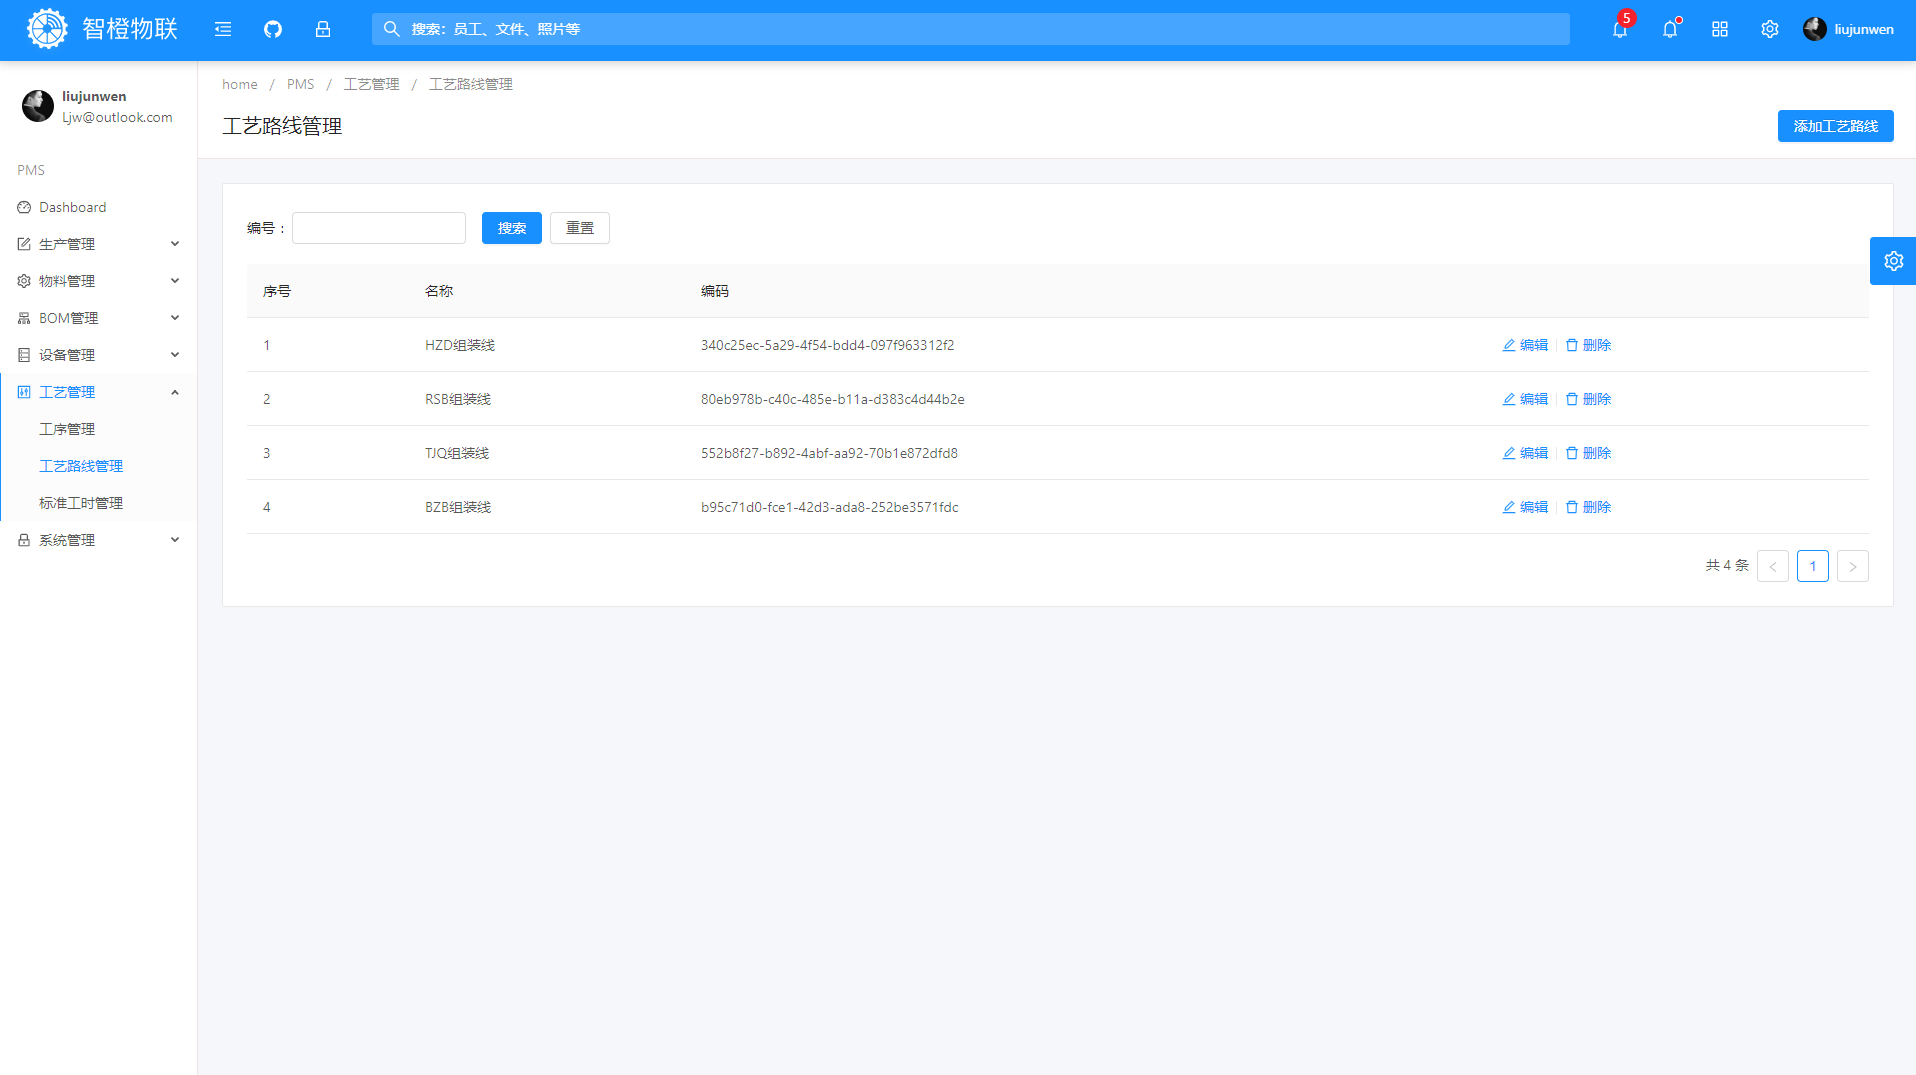 智橙物联
搜索：员工、文件、照片等
5
liujunwen
liujunwen
Ljw@outlook.com
PMS
Dashboard
生产管理
物料管理
BOM管理
设备管理
工艺管理
工序管理
工艺路线管理
标准工时管理
系统管理
home / PMS / 工艺管理 / 工艺路线管理
工艺路线管理
添加工艺路线
编号： 搜索 重置
序号 名称 编码
1 HZD组装线 340c25ec-5a29-4f54-bdd4-097f963312f2 编辑 删除
2 RSB组装线 80eb978b-c40c-485e-b11a-d383c4d44b2e 编辑 删除
3 TJQ组装线 552b8f27-b892-4abf-aa92-70b1e872dfd8 编辑 删除
4 BZB组装线 b95c71d0-fce1-42d3-ada8-252be3571fdc 编辑 删除
共 4 条 < 1 >